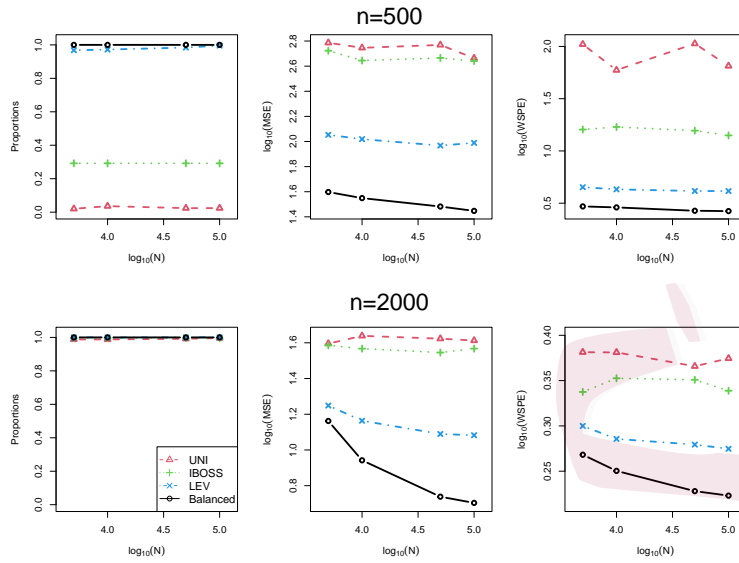 n=500
Proportions
1.0
0.8
0.6
0.4
0.2
0.0
4.0 4.5 5.0
log10(N)
log10(MSE)
2.8
2.6
2.4
2.2
2.0
1.8
1.6
1.4
4.0 4.5 5.0
log10(N)
log10(WSPE)
2.0
1.5
1.0
0.5
4.0 4.5 5.0
log10(N)
n=2000
Proportions
1.0
0.8
0.6
0.4
0.2
0.0
UNI
IBOSS
LEV
Balanced
4.0 4.5 5.0
log10(N)
log10(MSE)
1.6
1.4
1.2
1.0
0.8
4.0 4.5 5.0
log10(N)
log10(WSPE)
0.40
0.35
0.30
0.25
4.0 4.5 5.0
log10(N)